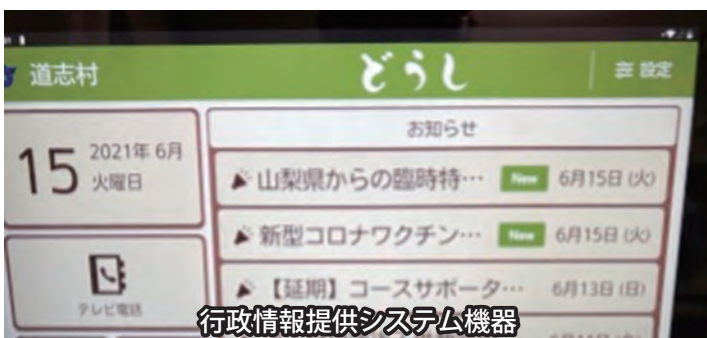 道志村
どうし
設定
15
2021年 6月
火曜日
お知らせ
山梨県からの臨時特… New 6月15日 (火)
新型コロナワクチン… New 6月15日 (火)
【延期】コースサポータ… 6月13日 (日)
テレビ電話
行政情報提供システム機器